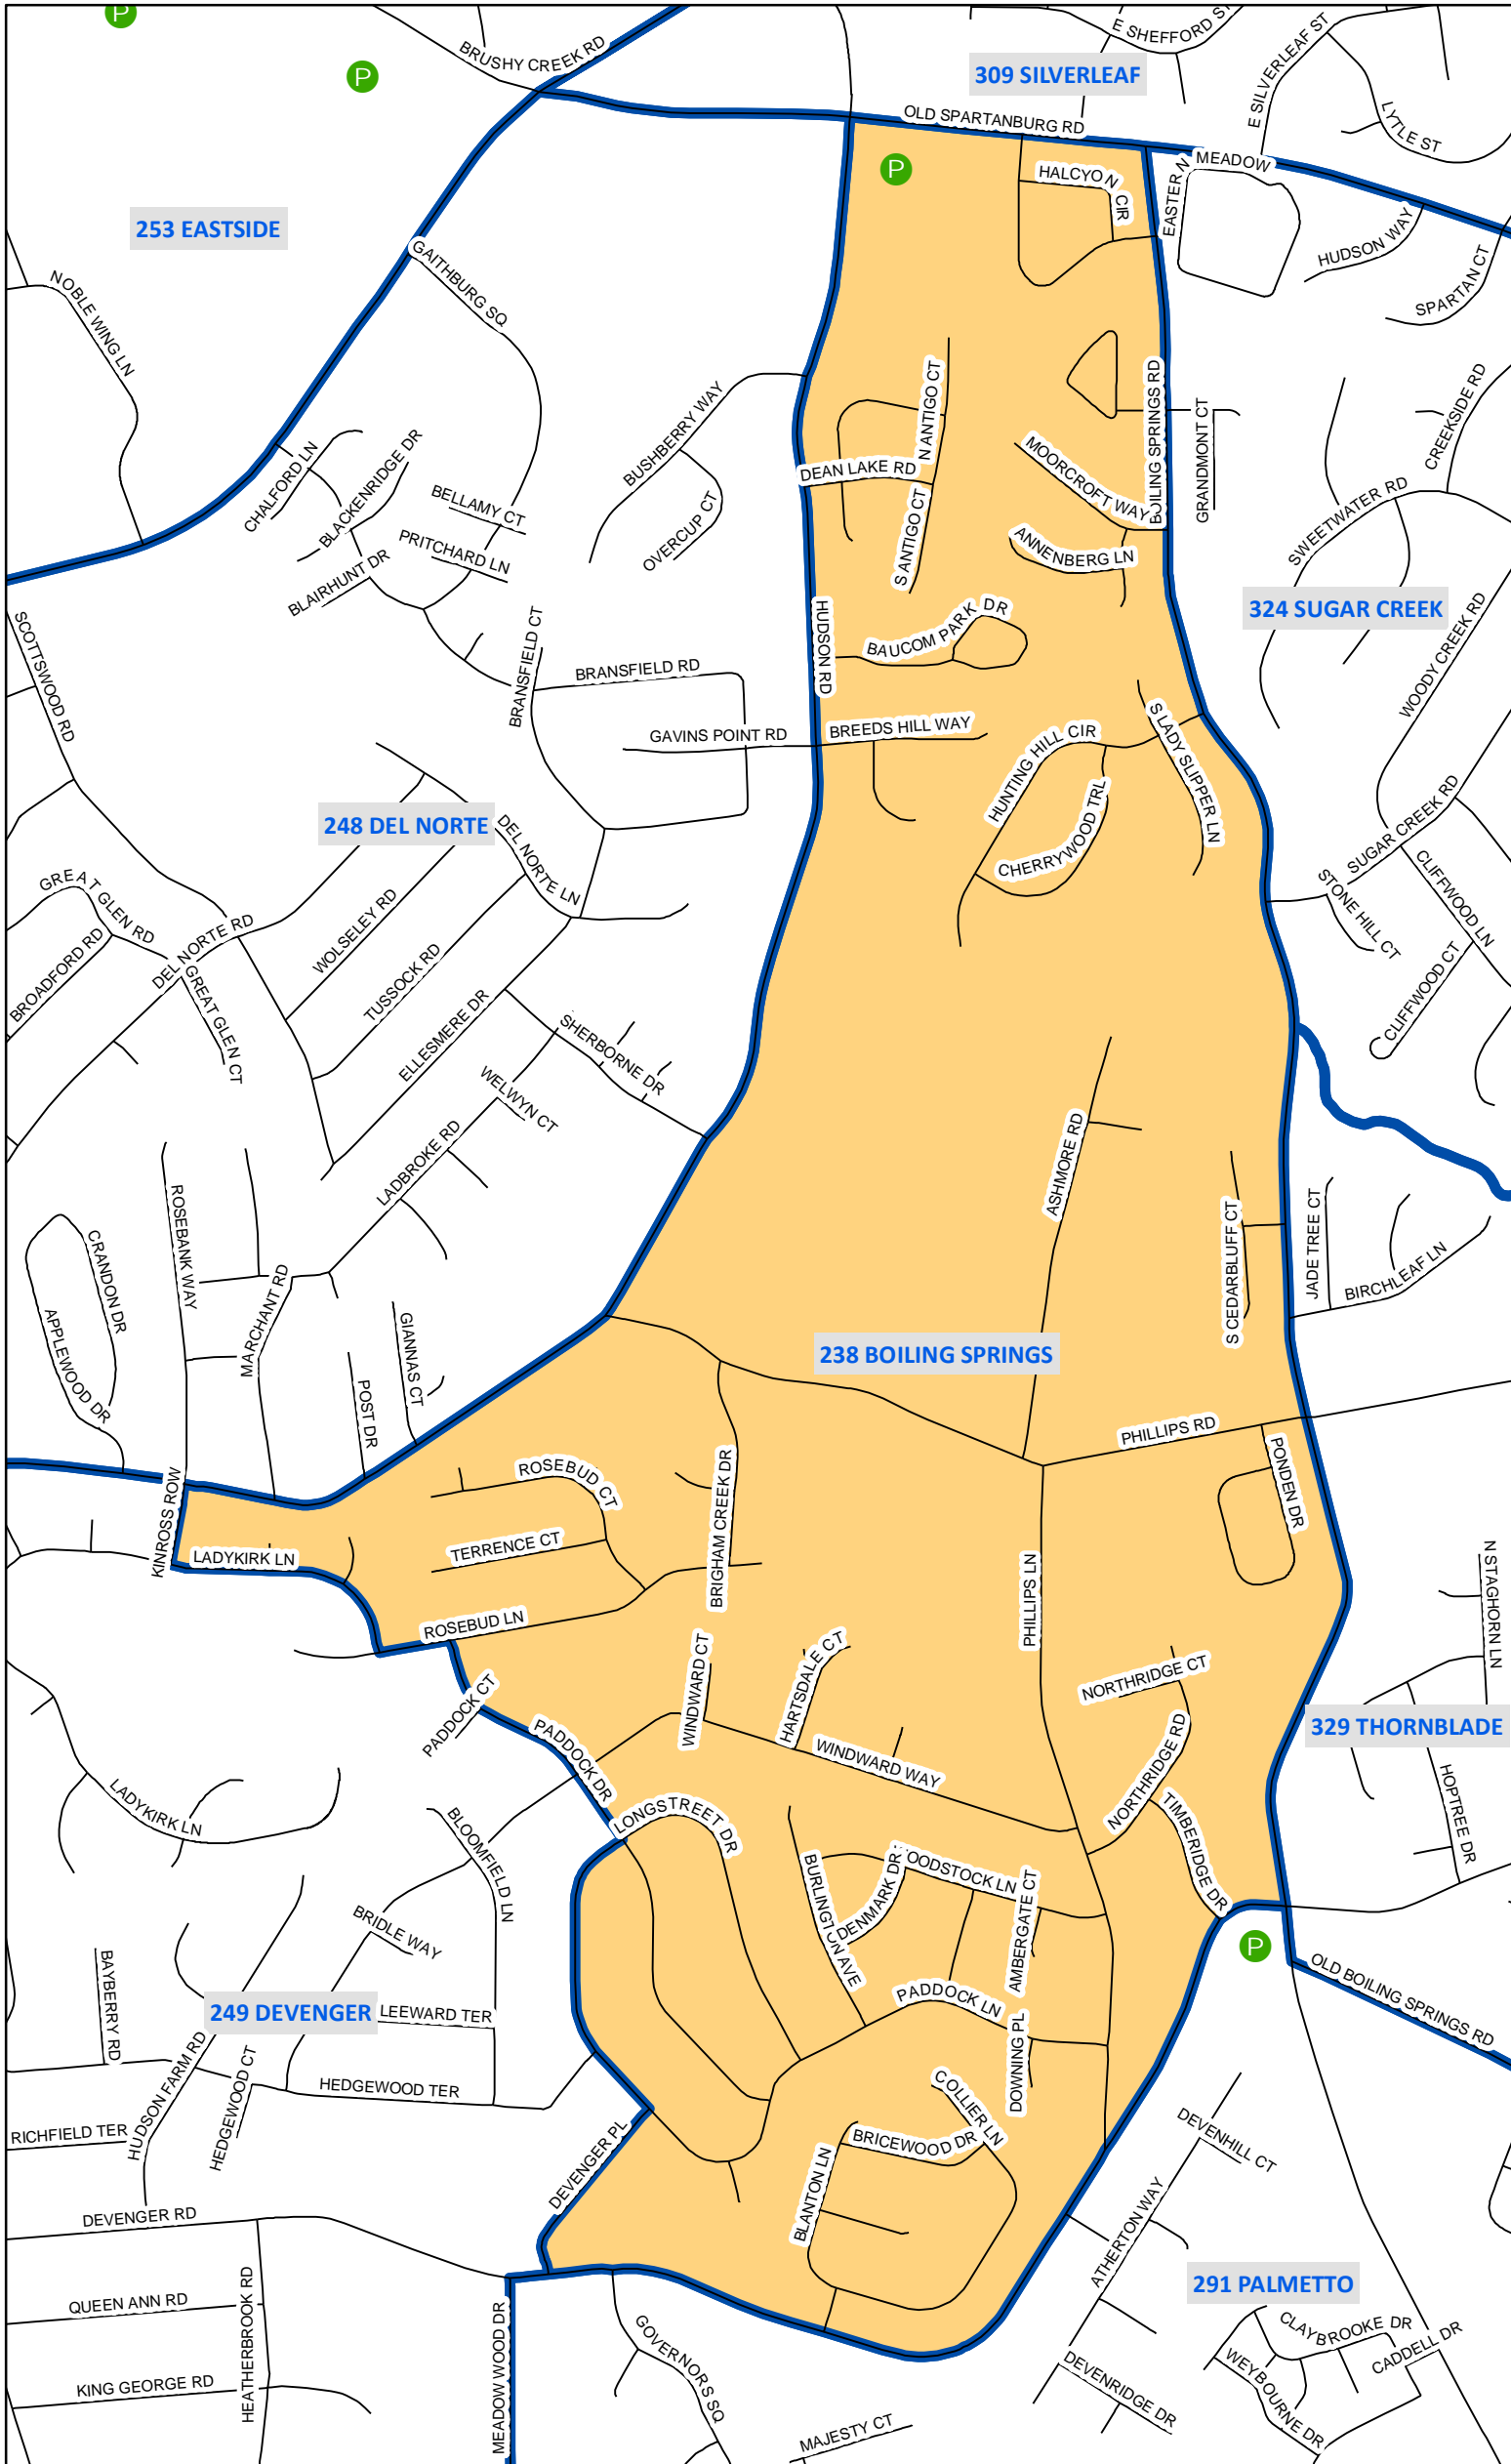 P
BRUSHY CREEK RD
E SHEFFORD ST
E SILVERLEAF ST
P
309 SILVERLEAF
OLD SPARTANBURG RD
LYTLE ST
P
MEADOW
HALCYON CIR
EASTERN N
253 EASTSIDE
HUDSON WAY
SPARTAN CT
GAITHBURG SQ
NOBLE WING LN
N ANTIGO CT
BOILING SPRINGS RD
CREEKSIDE RD
BUSHBERRY WAY
GRANDMONT CT
CHALFORD LN
BLACKENRIDGE DR
DEAN LAKE RD
MOORCROFT WAY
BELLAMY CT
OVERCUP CT
S ANTIGO CT
SWEETWATER RD
PRITCHARD LN
ANNENBERG LN
BLAIRHUNT DR
324 SUGAR CREEK
SCOTTSWOOD RD
HUDSON RD
BAUCOM PARK DR
WOODY CREEK RD
BRANSFIELD CT
BRANSFIELD RD
GAVINS POINT RD
BREEDS HILL WAY
S LADY SLIPPER LN
HUNTING HILL CIR
248 DEL NORTE
DEL NORTE LN
CHERRYWOOD TRL
SUGAR CREEK RD
STONE HILL CT
CLIFFWOOD LN
GREAT GLEN RD
BROADFORD RD
DEL NORTE RD
WOLSELEY RD
TUSSOCK RD
CLIFFWOOD CT
GREAT GLEN CT
ELLESMERE DR
SHERBORNE DR
WELWYN CT
LADBROKE RD
ASHMORE RD
ROSEBANK WAY
S CEDARBLUFF CT
JADE TREE CT
BIRCHLEAF LN
CRANDON DR
APPLEWOOD DR
MARCHANT RD
GIANNAS CT
POST DR
238 BOILING SPRINGS
PHILLIPS RD
PONDEN DR
ROSEBUD CT
BRIGHAM CREEK DR
KINROSS ROW
LADYKIRK LN
TERRENCE CT
PHILLIPS LN
N STAGHORN LN
ROSEBUD LN
WINDWARD CT
HARTSDALE CT
NORTHRIDGE CT
PADDOCK CT
PADDOCK DR
WINDWARD WAY
NORTHRIDGE RD
329 THORNBLADE
LADYKIRK LN
LONGSTREET DR
TIMBERIDGE DR
HOPTREE DR
BLOOMFIELD LN
BURLINGTON AVE
DENMARK DR
OODSTOCK LN
AMBERGATE CT
BRIDLE WAY
P
BAYBERRY RD
OLD BOILING SPRINGS RD
249 DEVENGER
LEEWARD TER
PADDOCK LN
DOWNING PL
HUDSON FARM RD
HEDGEWOOD CT
HEDGEWOOD TER
COLLIER LN
RICHFIELD TER
BRICEWOOD DR
DEVENHILL CT
DEVENGER PL
BLANTON LN
DEVENGER RD
ATHERTON WAY
291 PALMETTO
QUEEN ANN RD
HEATHERBROOK RD
MEADOW WOOD DR
GOVERNORS SQ
CLAYBROOKE DR
CADDELL DR
WEYBOURNE DR
KING GEORGE RD
DEVENRIDGE DR
MAJESTY CT